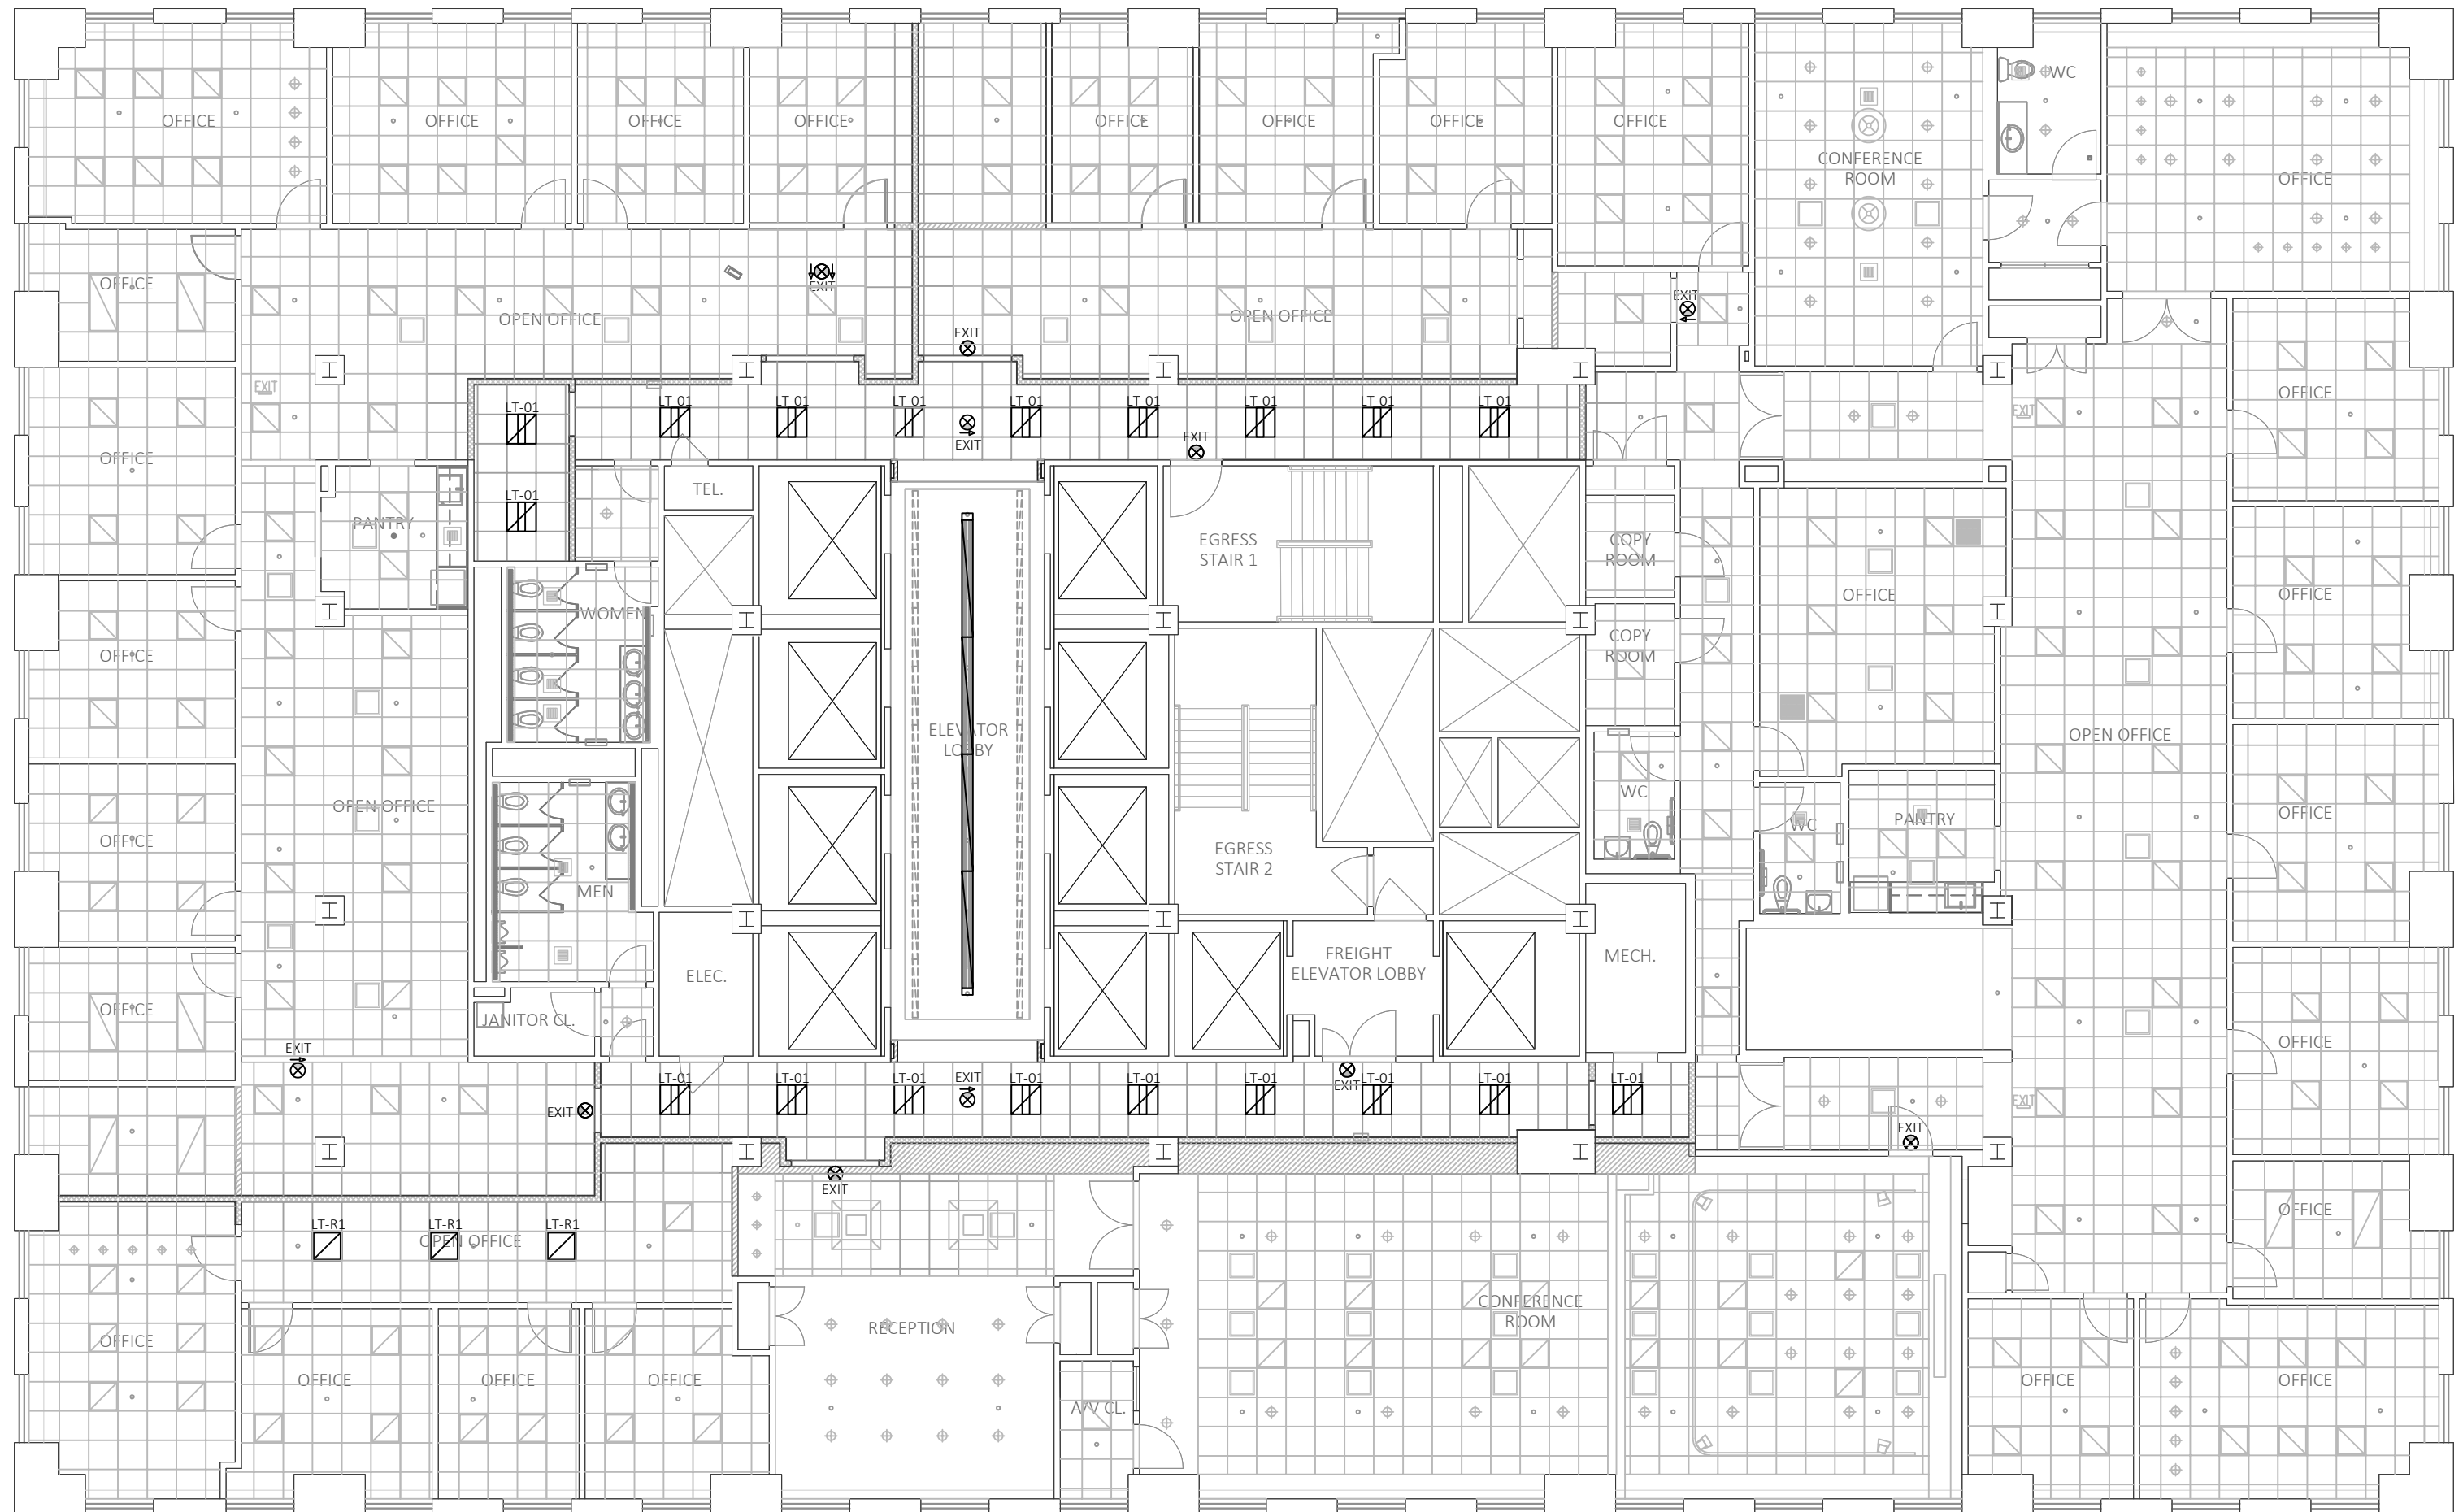 WC
OFFICE
OFFICE
OFFICE
OFFICE
OFFICE
OFFICE
OFFICE
OFFICE
CONFERENCE
ROOM
OFFICE
OFFICE
EXIT
EXIT
OPEN OFFICE
OPEN OFFICE
EXIT
EXIT
OFFICE
LT-01
LT-01
LT-01
LT-01
LT-01
LT-01
LT-01
LT-01
LT-01
EXIT
EXIT
EXIT
OFFICE
LT-01
TEL.
PANTRY
EGRESS
STAIR 1
COPY
ROOM
OFFICE
OFFICE
WOMEN
COPY
ROOM
OFFICE
ELEVATOR
LOBBY
OPEN OFFICE
OPEN OFFICE
WC
WC
PANTRY
OFFICE
OFFICE
EGRESS
STAIR 2
MEN
ELEC.
FREIGHT
ELEVATOR LOBBY
MECH.
OFFICE
JANITOR CL.
OFFICE
EXIT
LT-01
LT-01
LT-01
EXIT
LT-01
LT-01
LT-01
EXIT
LT-01
LT-01
LT-01
EXIT
EXIT
EXIT
EXIT
OFFICE
LT-R1
LT-R1
LT-R1
OPEN OFFICE
OFFICE
RECEPTION
CONFERENCE
ROOM
OFFICE
OFFICE
OFFICE
OFFICE
OFFICE
A/V CL.